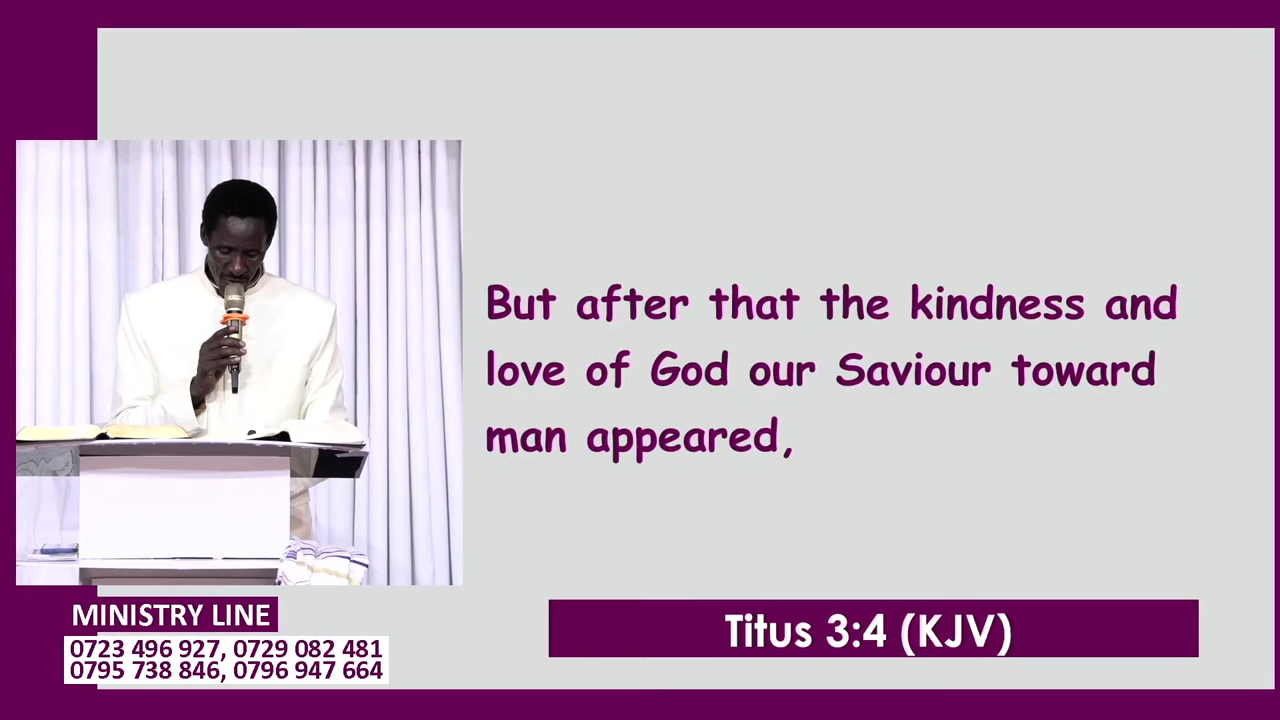 But after that the kindness and
love of God our Saviour toward
man appeared,
Titus 3:4 (KJV)
MINISTRY LINE
0723 496 927, 0729 082 481
0795 738 846, 0796 947 664